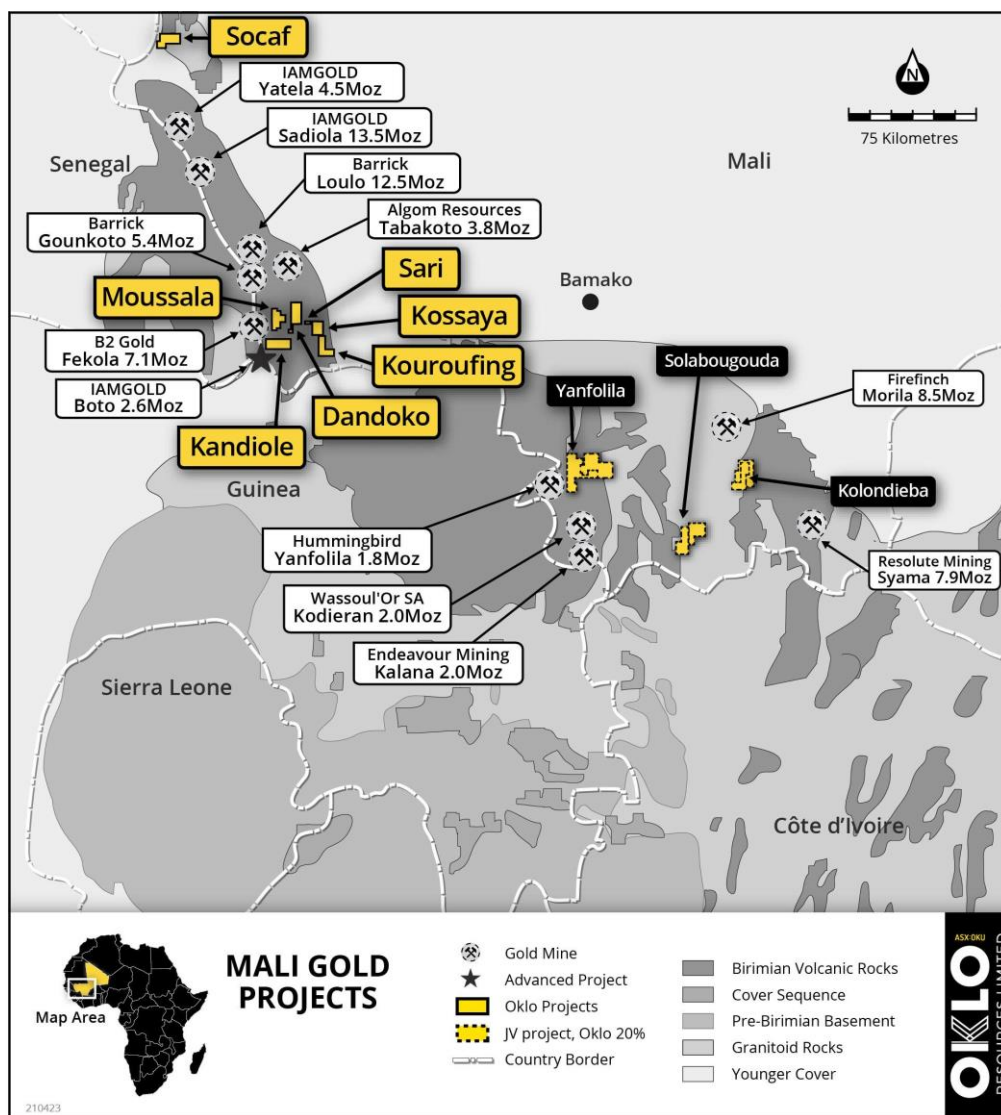 Socaf
IAMGOLD
Yatela 4.5Moz
N
IAMGOLD
Sadiola 13.5Moz
75 Kilometres
Senegal
Mali
Barrick
Loulo 12.5Moz
Algom Resources
Tabakoto 3.8Moz
Barrick
Gounkoto 5.4Moz
Sari
Bamako
Moussala
Kossaya
B2 Gold
Fekola 7.1Moz
Kouroufing
Solabougouda
IAMGOLD
Boto 2.6Moz
Yanfolila
Firefinch
Morila 8.5Moz
Dandoko
Kandiole
Guinea
Kolondieba
Hummingbird
Yanfolila 1.8Moz
Resolute Mining
Syama 7.9Moz
Wassoul'Or SA
Kodieran 2.0Moz
Endeavour Mining
Kalana 2.0Moz
Sierra Leone
Côte d'Ivoire
MALI GOLD
PROJECTS
Map Area
Gold Mine
Advanced Project
Oklo Projects
JV project, Oklo 20%
Country Border
Birimian Volcanic Rocks
Cover Sequence
Pre-Birimian Basement
Granitoid Rocks
Younger Cover
ASX:OKU
OKLO
RESOURCES LIMITED
210423